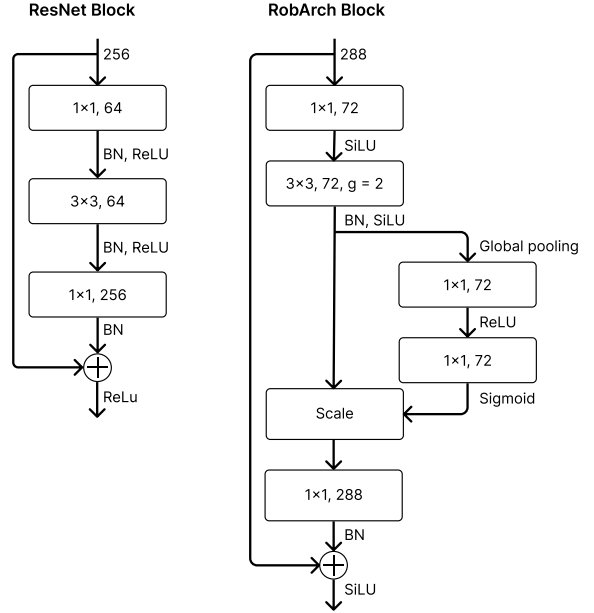 ResNet Block
256
1×1, 64
BN, ReLU
3×3, 64
BN, ReLU
1×1, 256
BN
ReLu
RobArch Block
288
1×1, 72
SiLU
3×3, 72, g = 2
BN, SiLU
Global pooling
1×1, 72
ReLU
1×1, 72
Sigmoid
Scale
1×1, 288
BN
SiLU